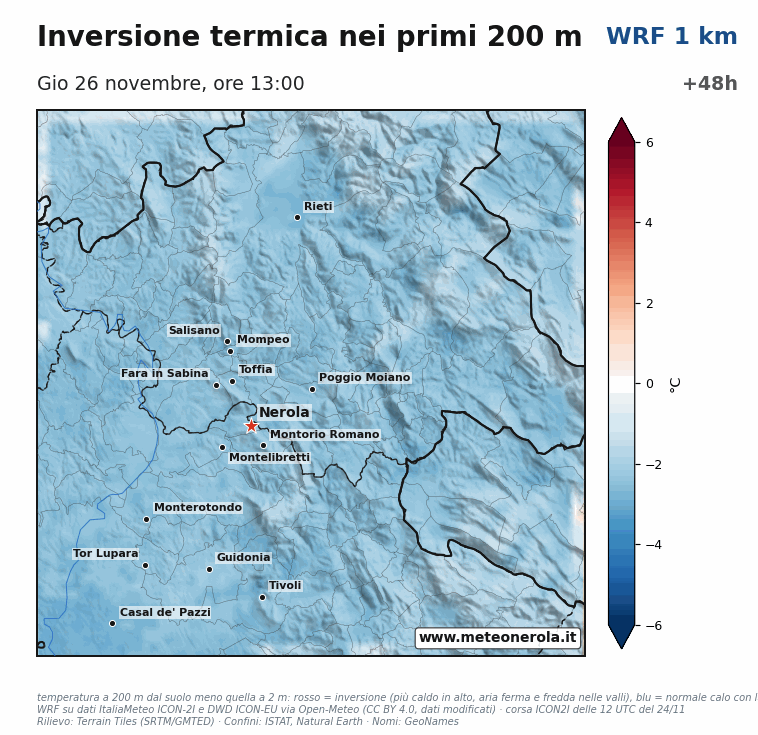 Inversione termica nei primi 200 m WRF 1 km
Gio 26 novembre, ore 13:00 +48h
Rieti
Salisano
Mompeo
Toffia
Fara in Sabina
Poggio Moiano
Nerola
Montorio Romano
Montelibretti
Monterotondo
Tor Lupara
Guidonia
Tivoli
Casal de' Pazzi
www.meteonerola.it
6
4
2
0
−2
−4
−6
°C
temperatura a 200 m dal suolo meno quella a 2 m: rosso = inversione (più caldo in alto, aria ferma e fredda nelle valli), blu = normale calo con l
WRF su dati ItaliaMeteo ICON-2I e DWD ICON-EU via Open-Meteo (CC BY 4.0, dati modificati) · corsa ICON2I delle 12 UTC del 24/11
Rilievo: Terrain Tiles (SRTM/GMTED) · Confini: ISTAT, Natural Earth · Nomi: GeoNames